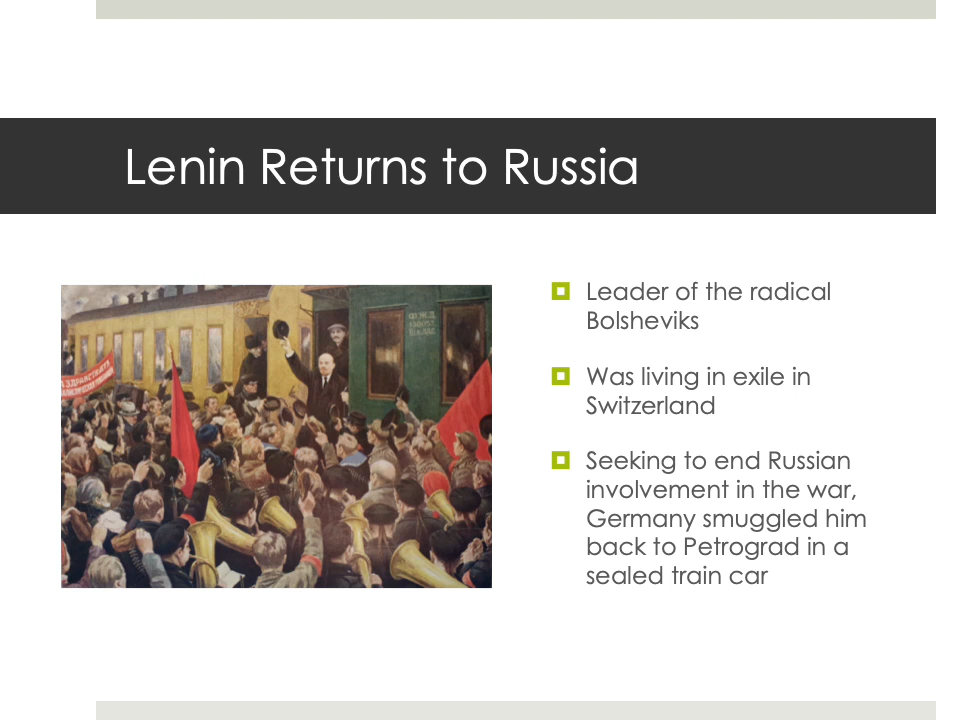 Lenin Returns to Russia
Leader of the radical
Bolsheviks
Was living in exile in
Switzerland
Seeking to end Russian
involvement in the war,
Germany smuggled him
back to Petrograd in a
sealed train car